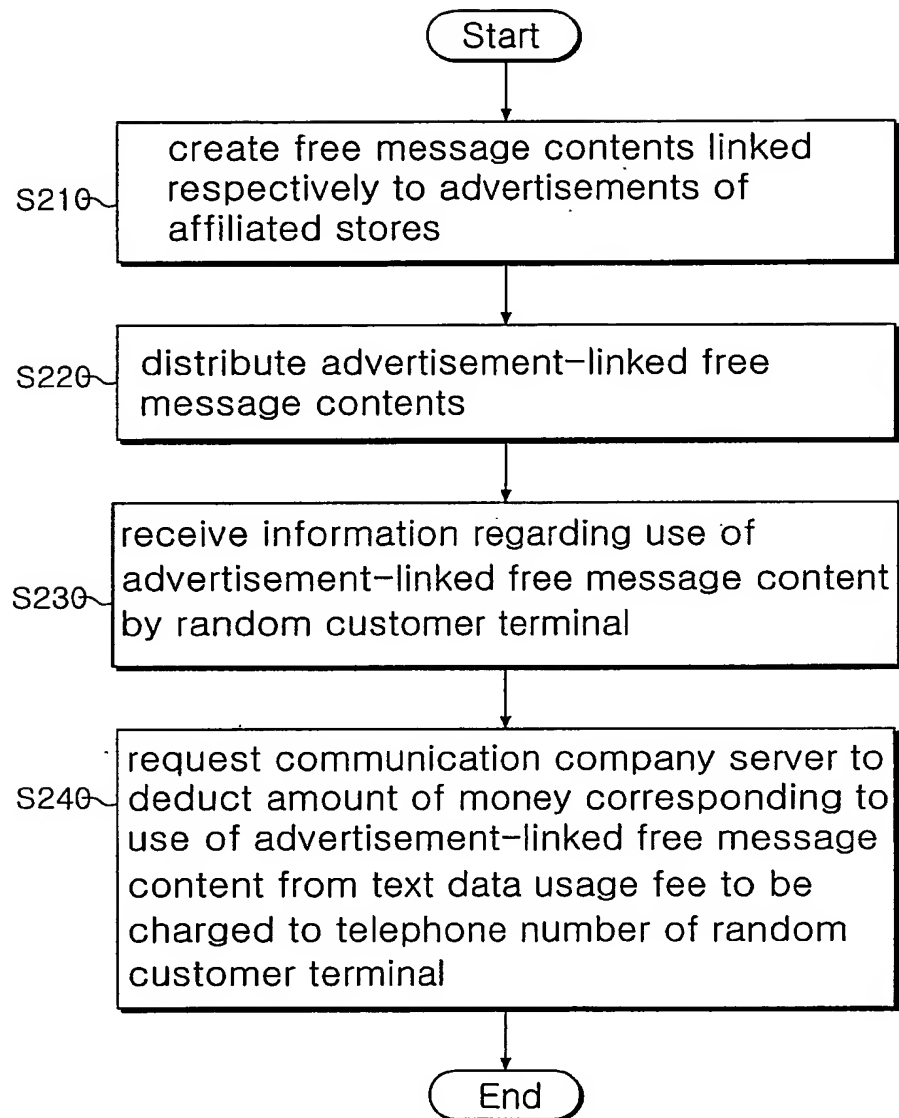 Start
create free message contents linked
respectively to advertisements of
affiliated stores
S210
distribute advertisement-linked free
message contents
S220
receive information regarding use of
advertisement-linked free message content
by random customer terminal
S230
request communication company server to
deduct amount of money corresponding to
use of advertisement-linked free message
content from text data usage fee to be
charged to telephone number of random
customer terminal
S240
End